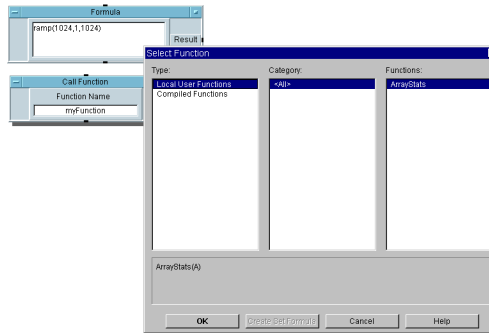 Formula
ramp(1024,1,1024)
Result
Call Function
Function Name
myFunction
Select Function
Type:
Category:
Functions:
Local User Functions
<All>
ArrayStats
Compiled Functions
ArrayStats(A)
OK
Create Set Formula
Cancel
Help